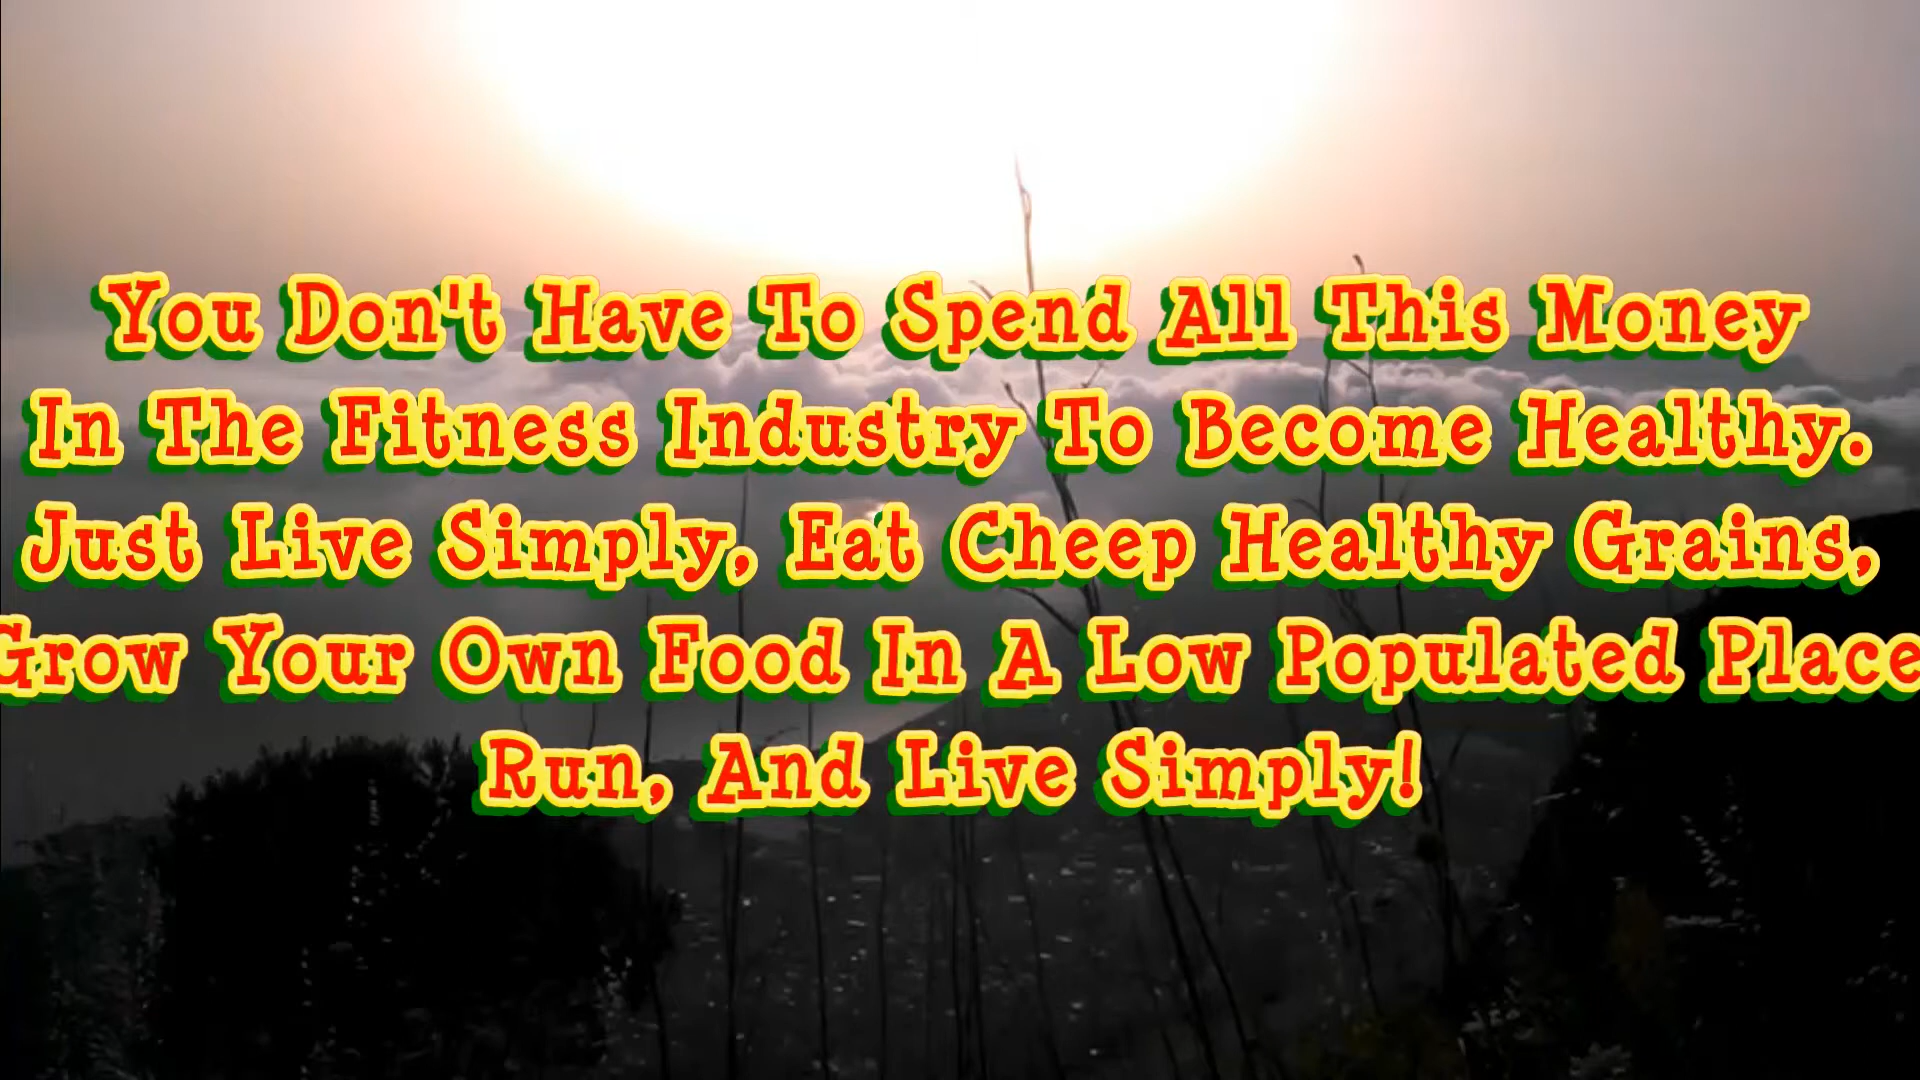 You Don't Have To Spend All This Money
In The Fitness Industry To Become Healthy.
Just Live Simply, Eat Cheep Healthy Grains,
Grow Your Own Food In A Low Populated Place
Run, And Live Simply!